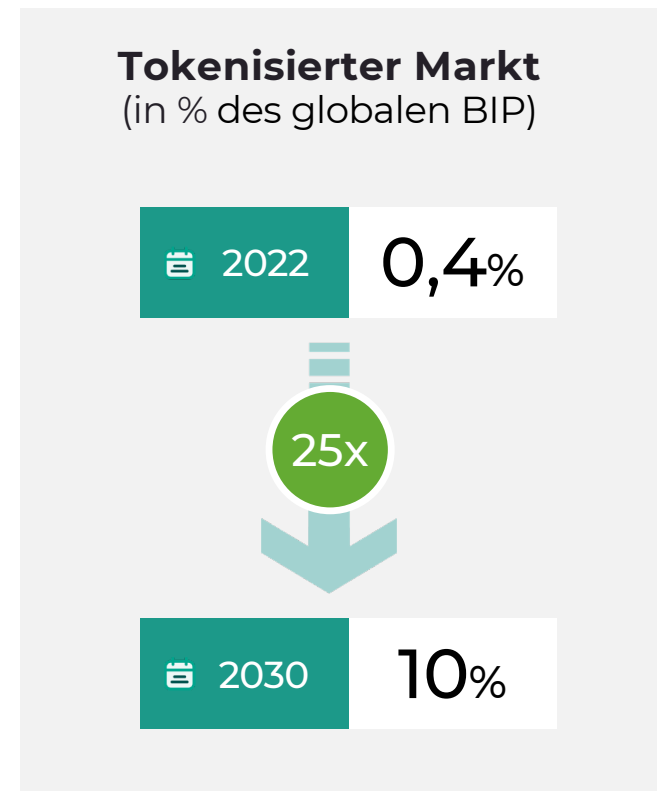 Tokenisierter Markt
(in % des globalen BIP)
2022 0,4%
25x
2030 10%